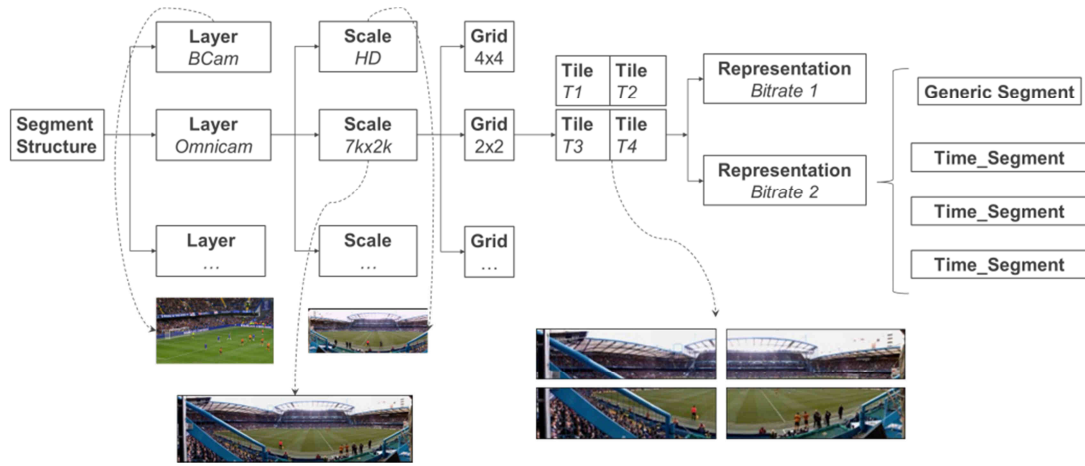 Segment
Structure
Layer
BCam
Layer
Omnicam
Layer
...
Scale
HD
Scale
7kx2k
Scale
...
Grid
4x4
Grid
2x2
Grid
...
Tile
T1
Tile
T2
Tile
T3
Tile
T4
Representation
Bitrate 1
Representation
Bitrate 2
Generic Segment
Time_Segment
Time_Segment
Time_Segment